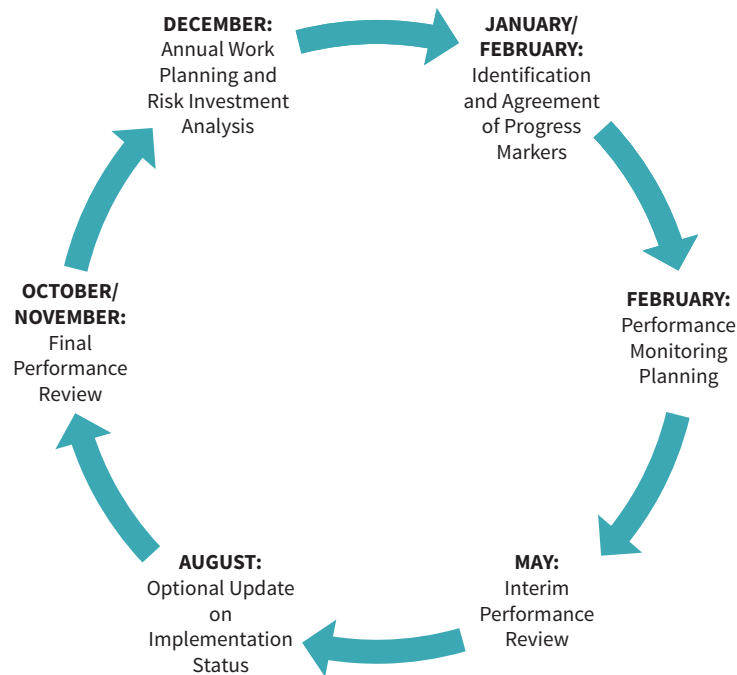 DECEMBER:
Annual Work
Planning and
Risk Investment
Analysis
JANUARY/
FEBRUARY:
Identification
and Agreement
of Progress
Markers
FEBRUARY:
Performance
Monitoring
Planning
MAY:
Interim
Performance
Review
AUGUST:
Optional Update
on
Implementation
Status
OCTOBER/
NOVEMBER:
Final
Performance
Review